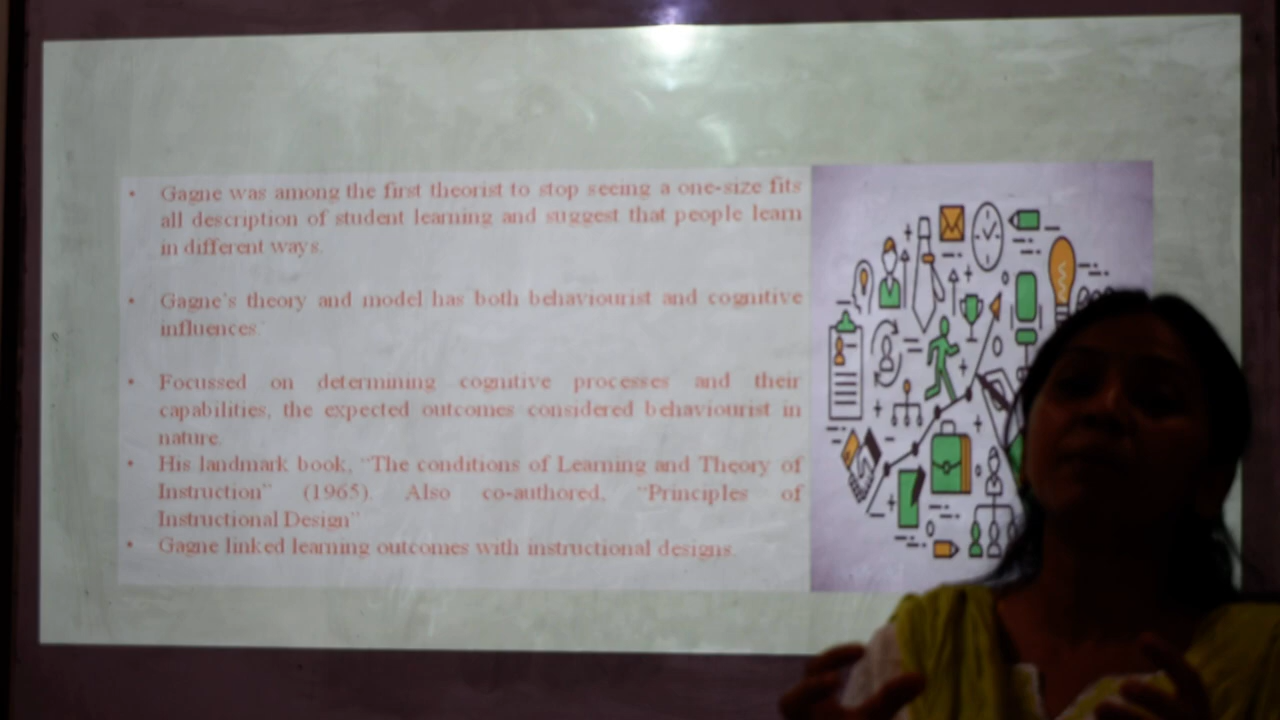 • Gagne was among the first theorist to stop seeing a one-size fits
all description of student learning and suggest that people learn
in different ways.
• Gagne's theory and model has both behaviourist and cognitive
influences.
• Focussed on determining cognitive processes and their
capabilities, the expected outcomes considered behaviourist in
nature.
• His landmark book, "The conditions of Learning and Theory of
Instruction" (1965). Also co-authored, "Principles of
Instructional Design"
• Gagne linked learning outcomes with instructional designs.